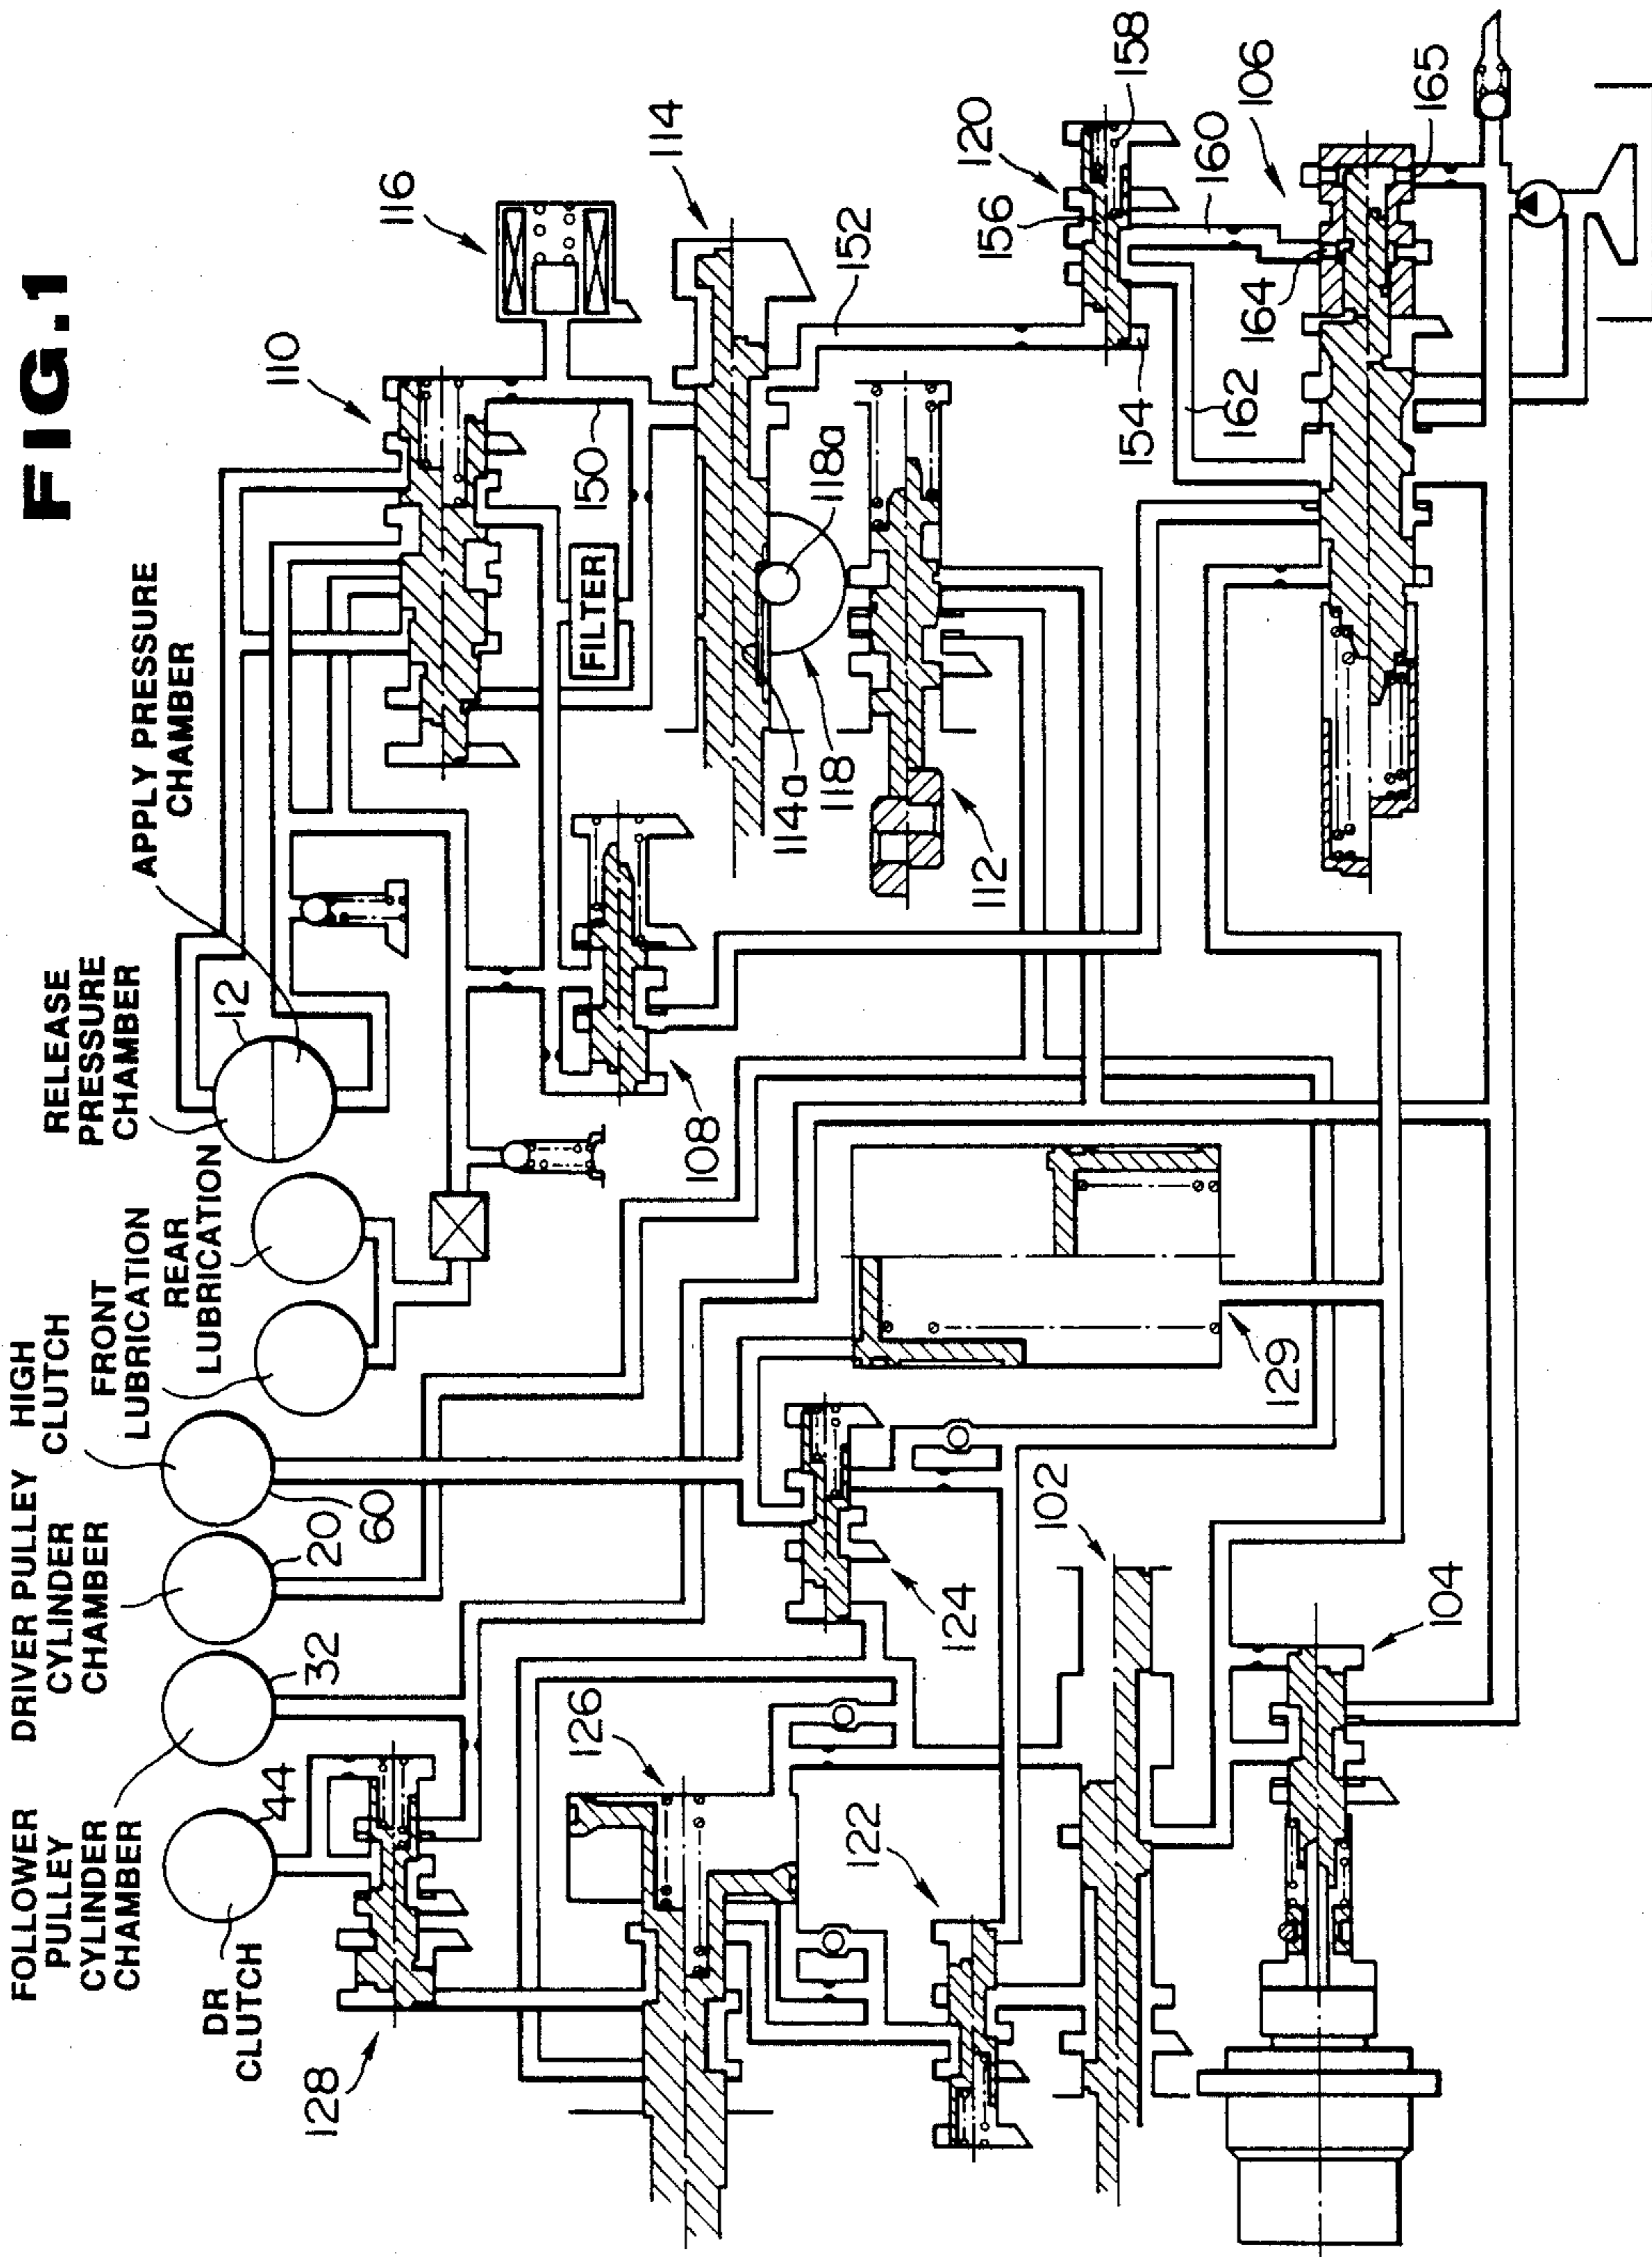 FIG.1
FOLLOWER
PULLEY
CYLINDER
CHAMBER
DR
CLUTCH
DRIVER PULLEY
CYLINDER
CHAMBER
HIGH
CLUTCH
FRONT
LUBRICATION
REAR
LUBRICATION
RELEASE
PRESSURE
CHAMBER
APPLY PRESSURE
CHAMBER
44
32
20
60
12
110
116
114
128
126
124
108
FILTER
150
118a
114a
118
112
152
154
156
120
158
160
162
164
106
165
122
102
129
104